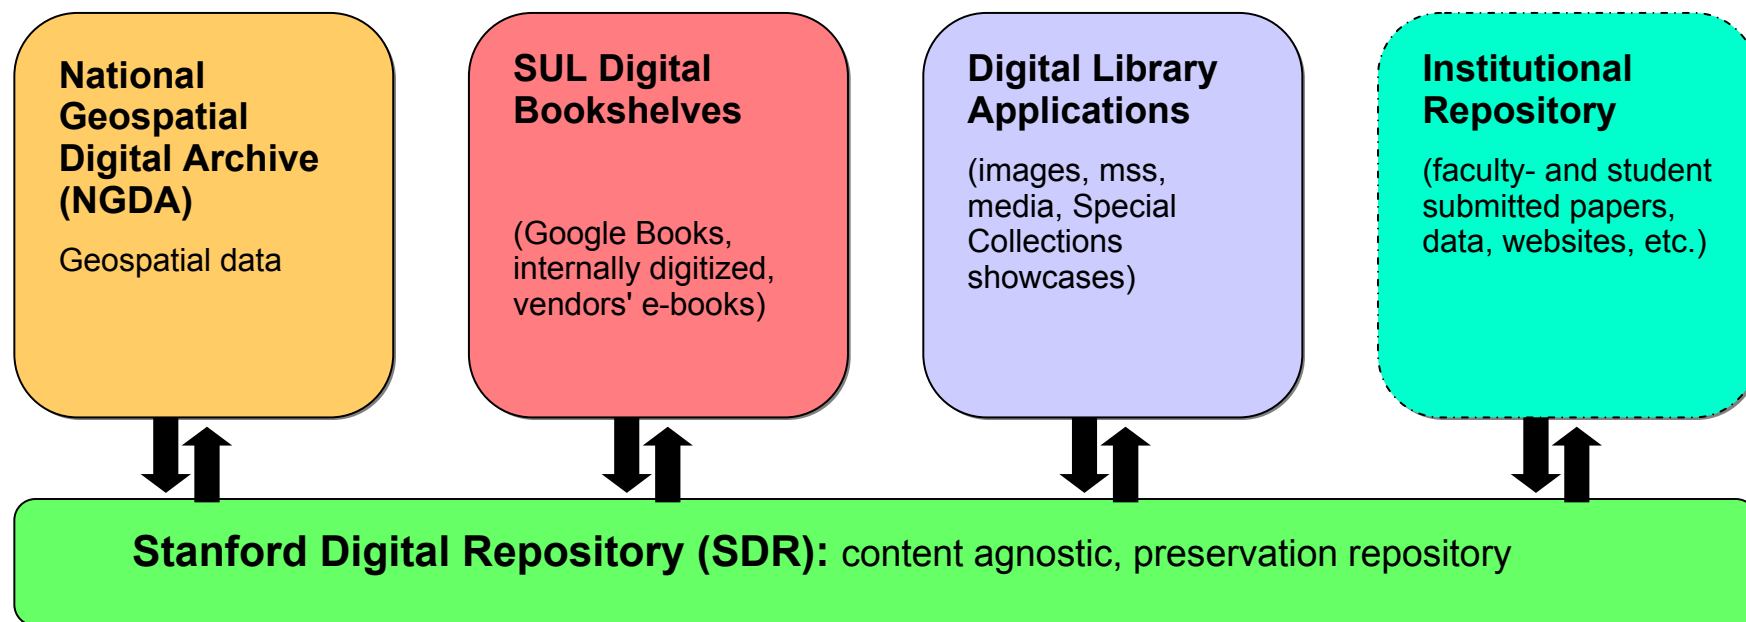 National
Geospatial
Digital Archive
(NGDA)
Geospatial data
SUL Digital
Bookshelves
(Google Books,
internally digitized,
vendors' e-books)
Digital Library
Applications
(images, mss,
media, Special
Collections
showcases)
Institutional
Repository
(faculty- and student
submitted papers,
data, websites, etc.)
Stanford Digital Repository (SDR): content agnostic, preservation repository